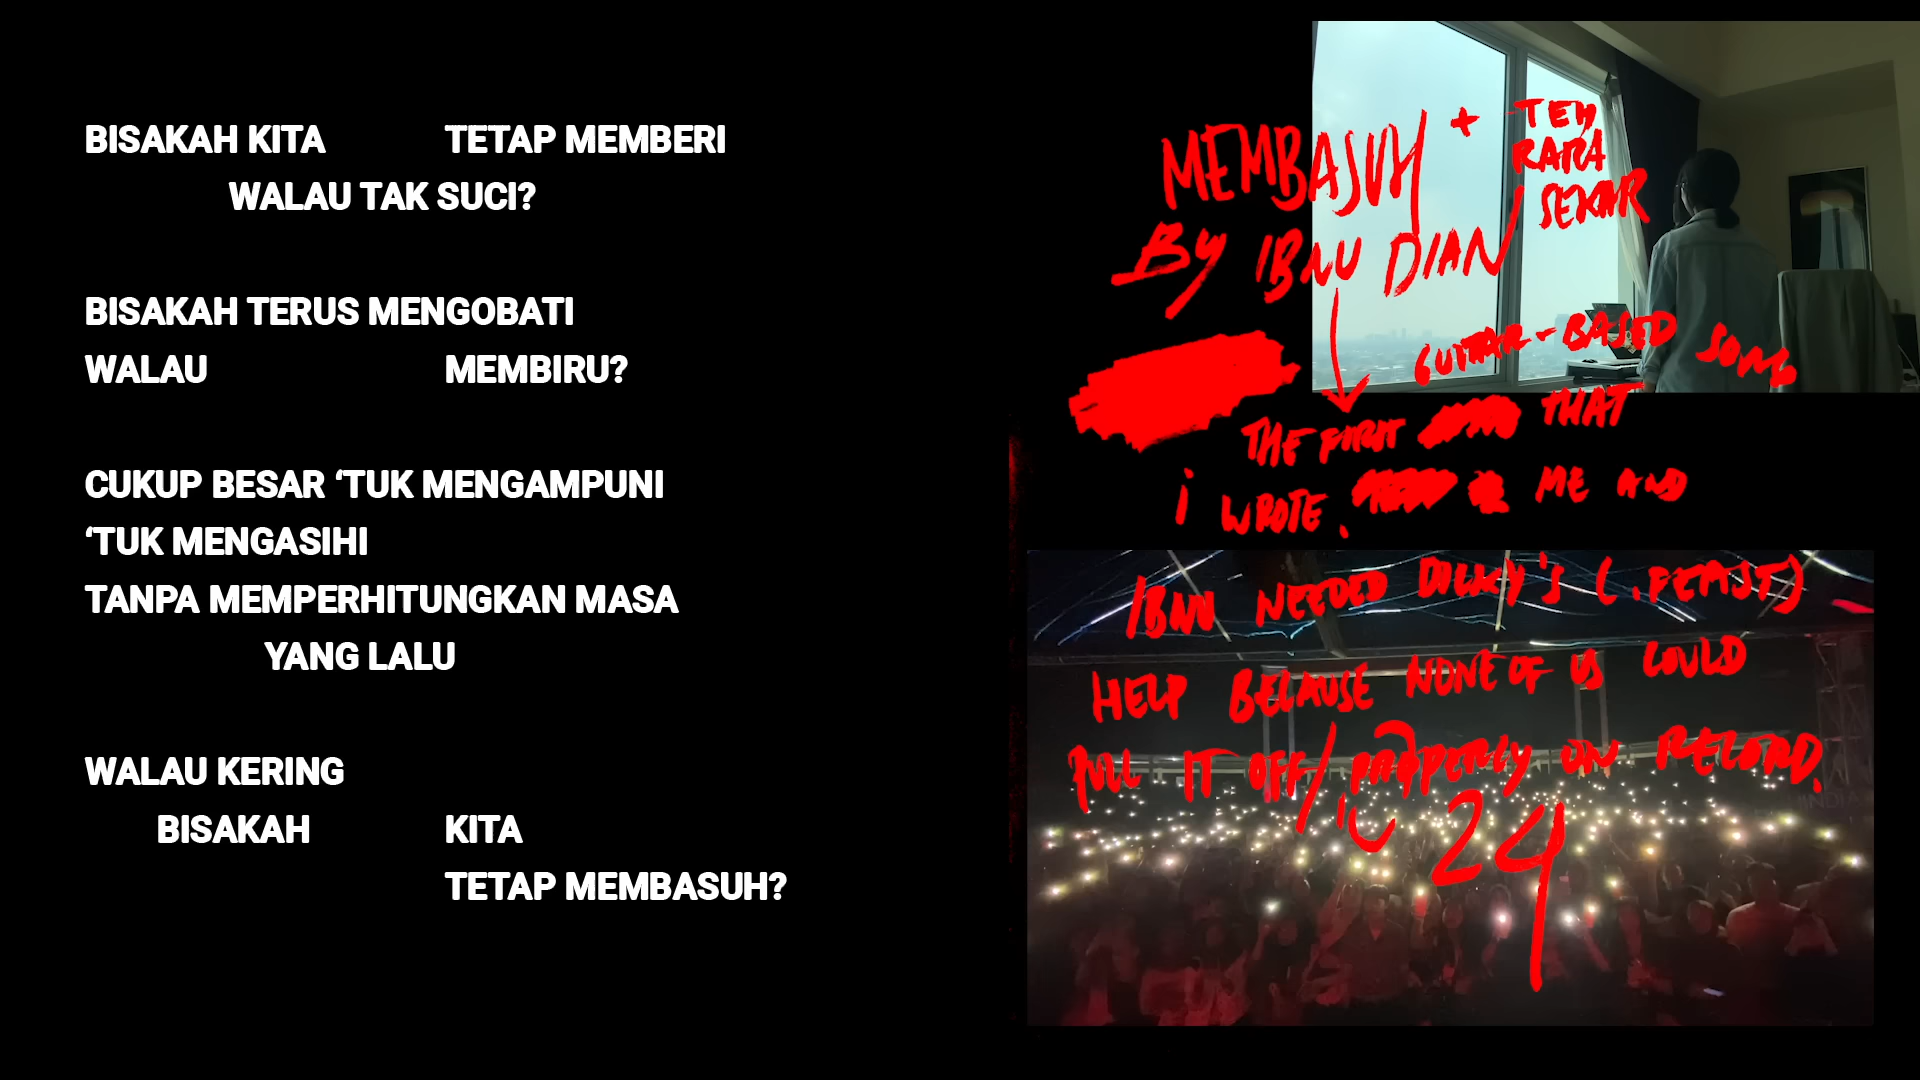 BISAKAH KITA TETAP MEMBERI
WALAU TAK SUCI?
BISAKAH TERUS MENGOBATI
WALAU MEMBIRU?
CUKUP BESAR ‘TUK MENGAMPUNI
‘TUK MENGASIHI
TANPA MEMPERHITUNGKAN MASA
YANG LALU
WALAU KERING
BISAKAH KITA
TETAP MEMBASUH?
MEMBASUH + TEH
RARA
SEKAR
BY IBNU DIAN
GUITAR-BASED SONG
THE FIRST THAT
i WROTE. ME AND
IBNU NEEDED DICKY'S (.FEAST)
HELP BECAUSE NONE OF US COULD
PULL IT OFF PROPERLY ON RECORD.
24